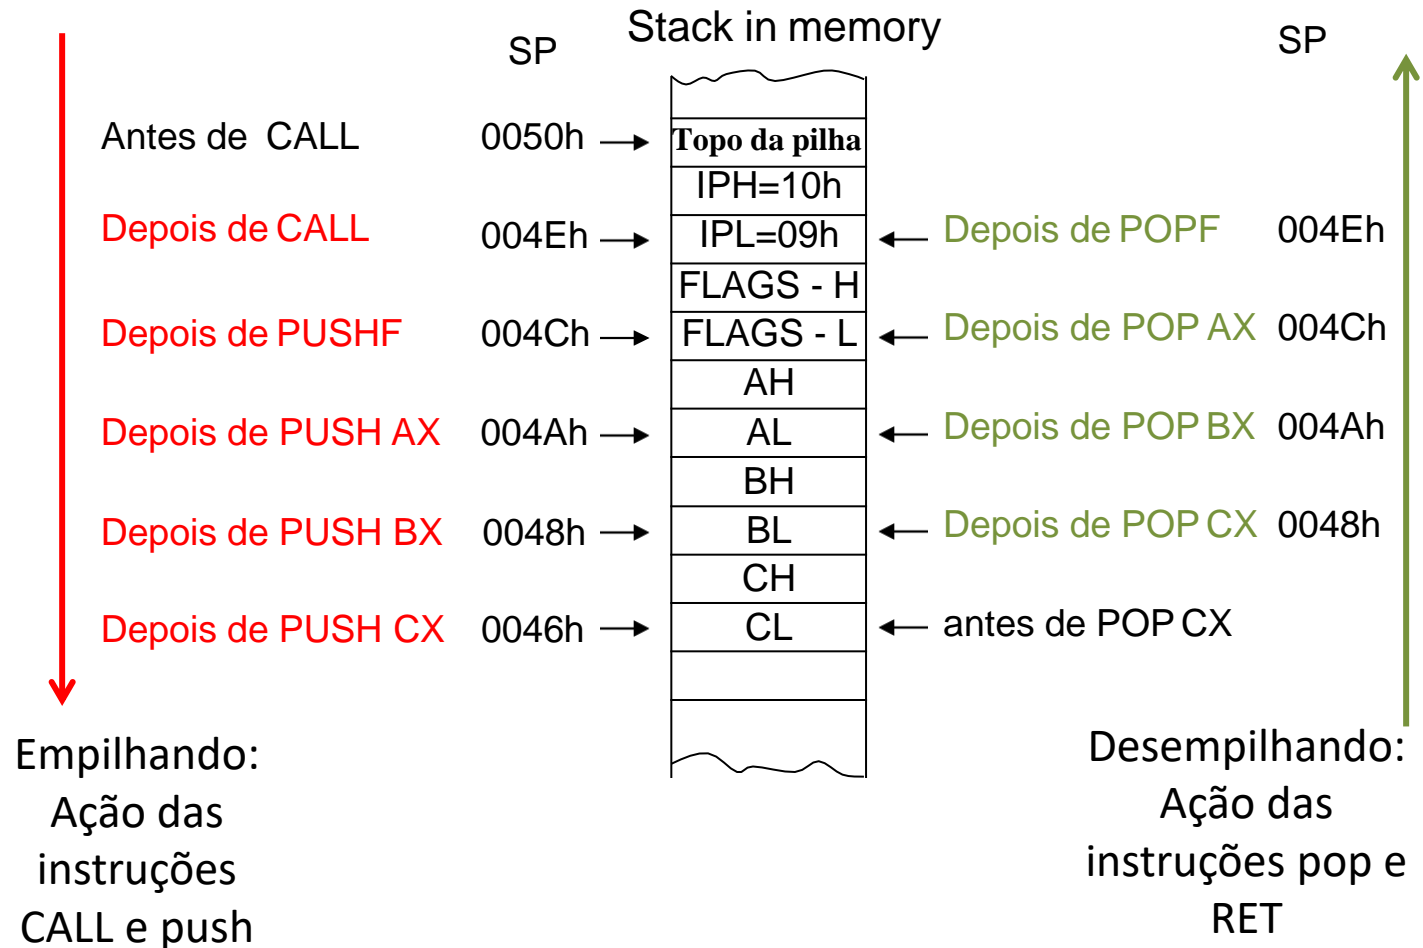 SP Stack in memory SP
Antes de CALL 0050h Topo da pilha
IPH=10h
Depois de CALL 004Eh IPL=09h Depois de POPF 004Eh
FLAGS - H
Depois de PUSHF 004Ch FLAGS - L Depois de POP AX 004Ch
AH
Depois de PUSH AX 004Ah AL Depois de POP BX 004Ah
BH
Depois de PUSH BX 0048h BL Depois de POP CX 0048h
CH
Depois de PUSH CX 0046h CL antes de POP CX
Empilhando:
Ação das
instruções
CALL e push
Desempilhando:
Ação das
instruções pop e
RET